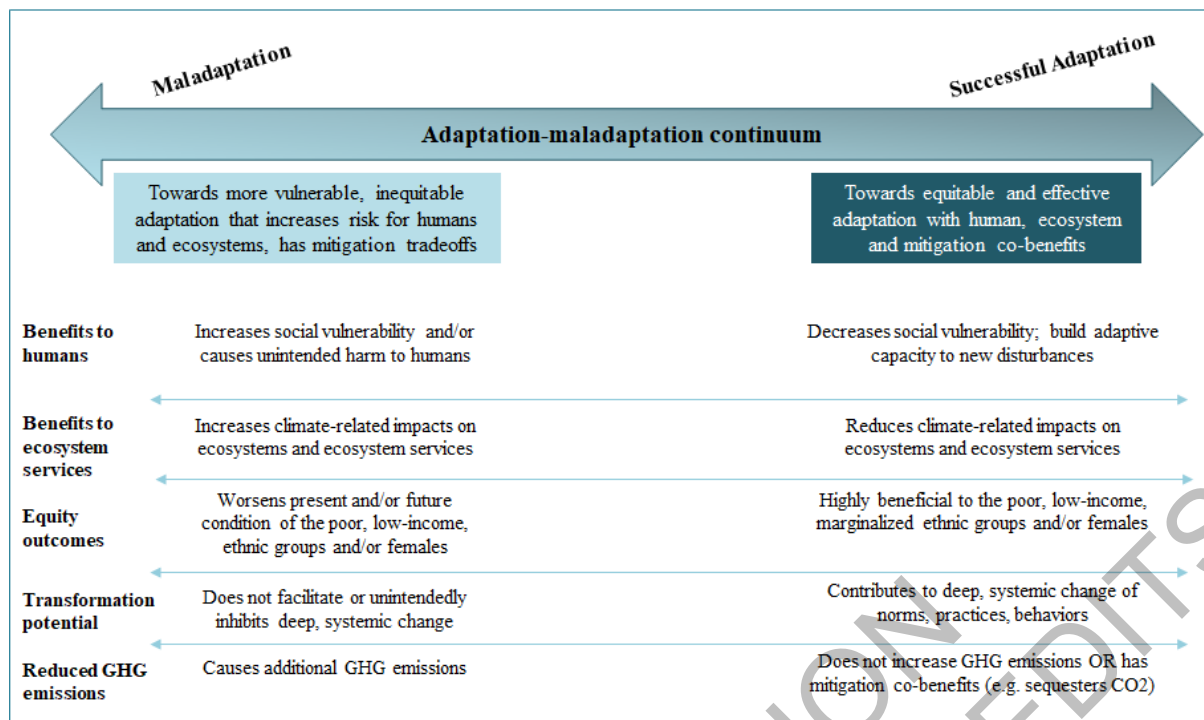 Maladaptation
Successful Adaptation
Adaptation-maladaptation continuum
Towards more vulnerable, inequitable
adaptation that increases risk for humans
and ecosystems, has mitigation tradeoffs
Towards equitable and effective
adaptation with human, ecosystem
and mitigation co-benefits
Benefits to
humans
Increases social vulnerability and/or
causes unintended harm to humans
Decreases social vulnerability; build adaptive
capacity to new disturbances
Benefits to
ecosystem
services
Increases climate-related impacts on
ecosystems and ecosystem services
Reduces climate-related impacts on
ecosystems and ecosystem services
Equity
outcomes
Worsens present and/or future
condition of the poor, low-income,
ethnic groups and/or females
Highly beneficial to the poor, low-income,
marginalized ethnic groups and/or females
Transformation
potential
Does not facilitate or unintendedly
inhibits deep, systemic change
Contributes to deep, systemic change of
norms, practices, behaviors
Reduced GHG
emissions
Causes additional GHG emissions
Does not increase GHG emissions OR has
mitigation co-benefits (e.g. sequesters CO2)
ION
EDITS